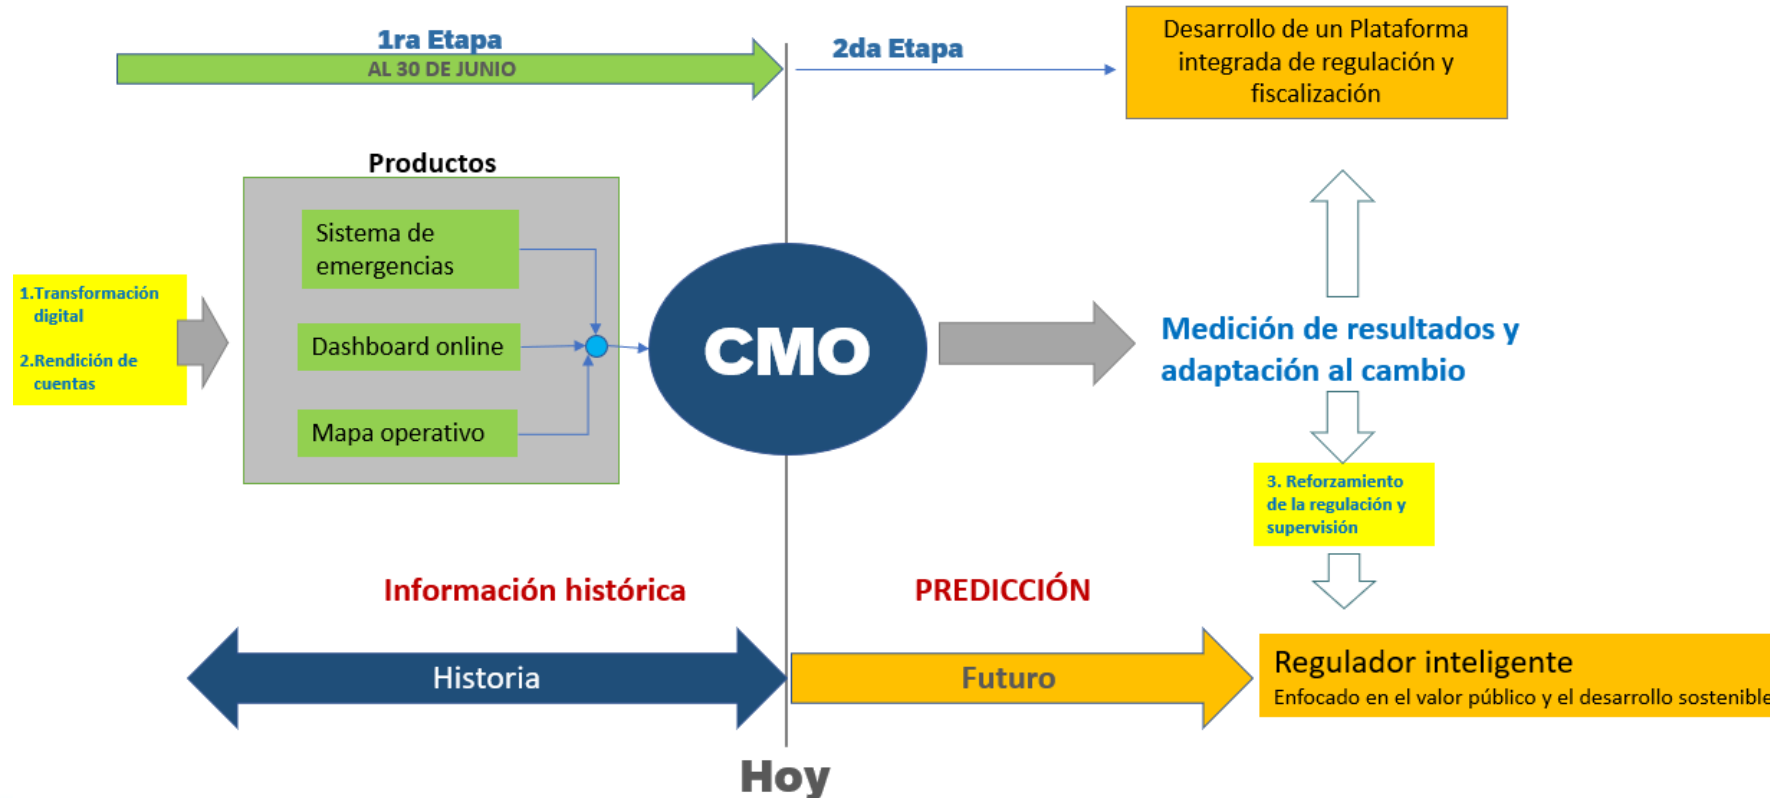 1ra Etapa
AL 30 DE JUNIO
2da Etapa
Desarrollo de un Plataforma
integrada de regulación y
fiscalización
Productos
Sistema de
emergencias
Dashboard online
Mapa operativo
1.Transformación
digital
2.Rendición de
cuentas
CMO
Medición de resultados y
adaptación al cambio
3. Reforzamiento
de la regulación y
supervisión
Información histórica
PREDICCIÓN
Historia
Futuro
Regulador inteligente
Enfocado en el valor público y el desarrollo sostenible
Hoy